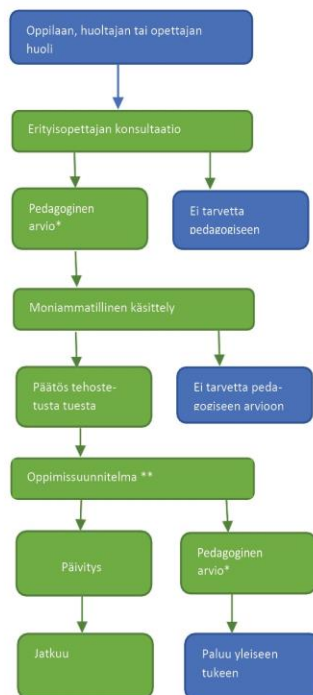 Oppilaan, huoltajan tai opettajan
huoli
Erityisopettajan konsultaatio
Pedagoginen
arvio*
Ei tarvetta
pedagogiseen
Moniammatillinen käsittely
Päätös tehoste-
tusta tuesta
Ei tarvetta peda-
gogiseen arvioon
Oppimissuunnitelma **
Päivitys
Pedagoginen
arvio*
Jatkuu
Paluu yleiseen
tukeen